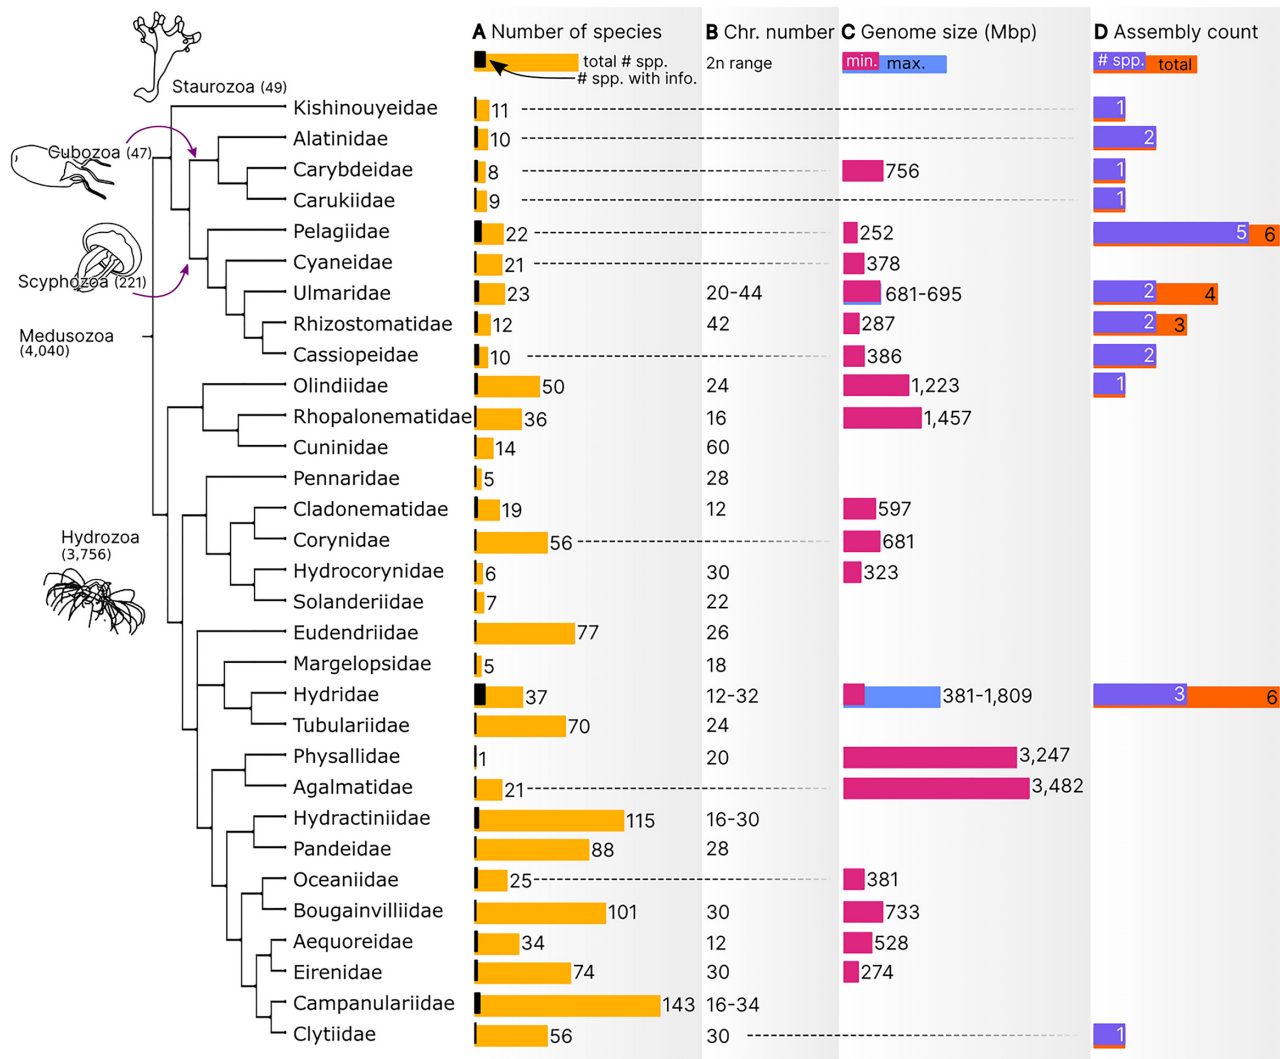 A Number of species B Chr. number C Genome size (Mbp) D Assembly count
total # spp.
# spp. with info.
2n range
min. max.
# spp. total
Staurozoa (49)
Kishinouyeidae 11 1
Alatinidae 10 2
Cubozoa (47)
Carybdeidae 8 756 1
Carukiidae 9 1
Pelagiidae 22 252 5 6
Cyaneidae 21 378
Scyphozoa (221)
Ulmaridae 23 20-44 681-695 2 4
Rhizostomatidae 12 42 287 2 3
Medusozoa
(4,040)
Cassiopeidae 10 386 2
Olindiidae 50 24 1,223 1
Rhopalonematidae 36 16 1,457
Cuninidae 14 60
Pennaridae 5 28
Cladonematidae 19 12 597
Hydrozoa
(3,756)
Corynidae 56 681
Hydrocorynidae 6 30 323
Solanderiidae 7 22
Eudendriidae 77 26
Margelopsidae 5 18
Hydridae 37 12-32 381-1,809 3 6
Tubulariidae 70 24
Physallidae 1 20 3,247
Agalmatidae 21 3,482
Hydractiniidae 115 16-30
Pandeidae 88 28
Oceaniidae 25 381
Bougainvilliidae 101 30 733
Aequoreidae 34 12 528
Eirenidae 74 30 274
Campanulariidae 143 16-34
Clytiidae 56 30 1